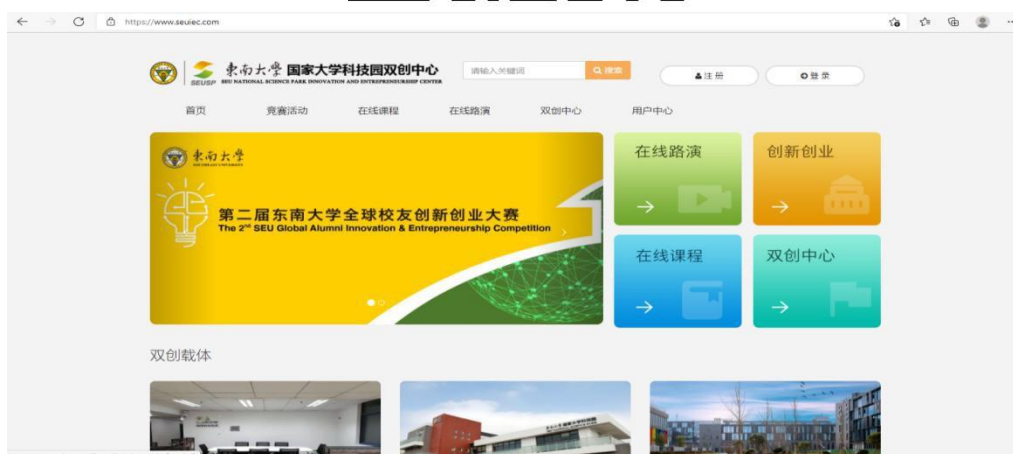 https://www.seuiec.com
東南大學 国家大学科技园双创中心
SEUSP SEU NATIONAL SCIENCE PARK INNOVATION AND ENTREPRENEURSHIP CENTER
请输入关键词
搜索
注册
登录
首页 竞赛活动 在线课程 在线路演 双创中心 用户中心
東南大學
第二届东南大学全球校友创新创业大赛
The 2nd SEU Global Alumni Innovation & Entrepreneurship Competition
在线路演
创新创业
在线课程
双创中心
双创载体